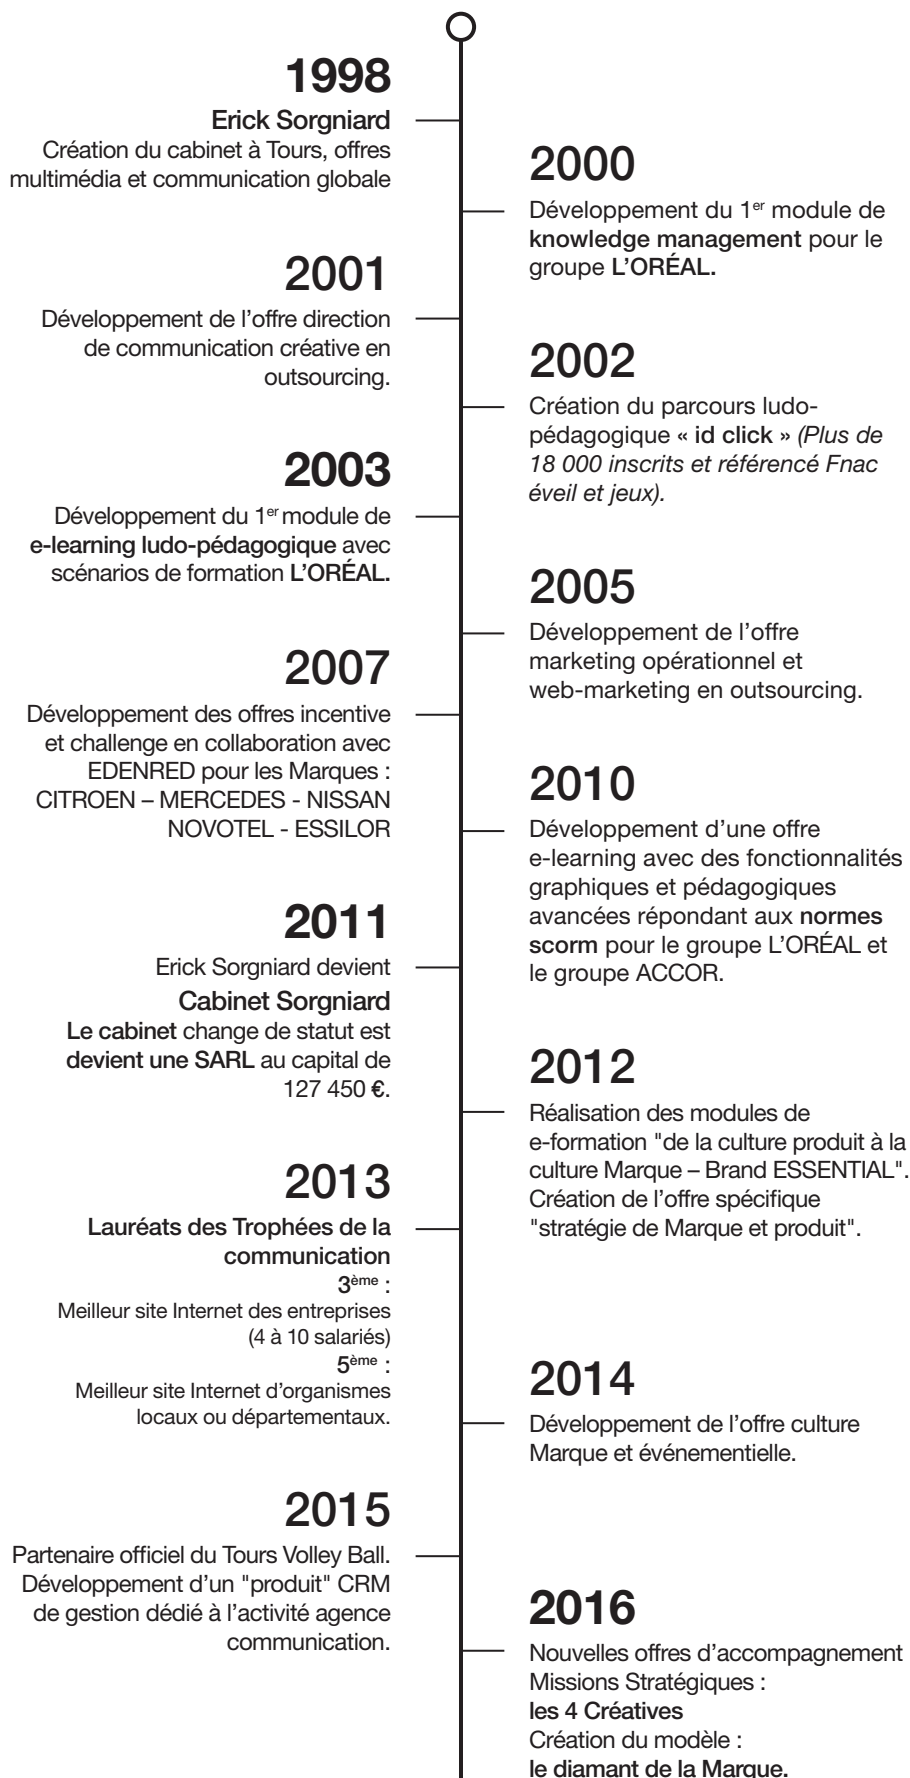 1998
Erick Sorgniard
Création du cabinet à Tours, offres
multimédia et communication globale
2000
Développement du 1er module de
knowledge management pour le
groupe L’ORÉAL.
2001
Développement de l’offre direction
de communication créative en
outsourcing.
2002
Création du parcours ludo-
pédagogique « id click » (Plus de
18 000 inscrits et référencé Fnac
éveil et jeux).
2003
Développement du 1er module de
e-learning ludo-pédagogique avec
scénarios de formation L’ORÉAL.
2005
Développement de l’offre
marketing opérationnel et
web-marketing en outsourcing.
2007
Développement des offres incentive
et challenge en collaboration avec
EDENRED pour les Marques :
CITROEN – MERCEDES - NISSAN
NOVOTEL - ESSILOR
2010
Développement d’une offre
e-learning avec des fonctionnalités
graphiques et pédagogiques
avancées répondant aux normes
scorm pour le groupe L’ORÉAL et
le groupe ACCOR.
2011
Erick Sorgniard devient
Cabinet Sorgniard
Le cabinet change de statut est
devient une SARL au capital de
127 450 €.
2012
Réalisation des modules de
e-formation "de la culture produit à la
culture Marque – Brand ESSENTIAL".
Création de l’offre spécifique
"stratégie de Marque et produit".
2013
Lauréats des Trophées de la
communication
3ème :
Meilleur site Internet des entreprises
(4 à 10 salariés)
5ème :
Meilleur site Internet d’organismes
locaux ou départementaux.
2014
Développement de l’offre culture
Marque et événementielle.
2015
Partenaire officiel du Tours Volley Ball.
Développement d’un "produit" CRM
de gestion dédié à l’activité agence
communication.
2016
Nouvelles offres d’accompagnement
Missions Stratégiques :
les 4 Créatives
Création du modèle :
le diamant de la Marque.